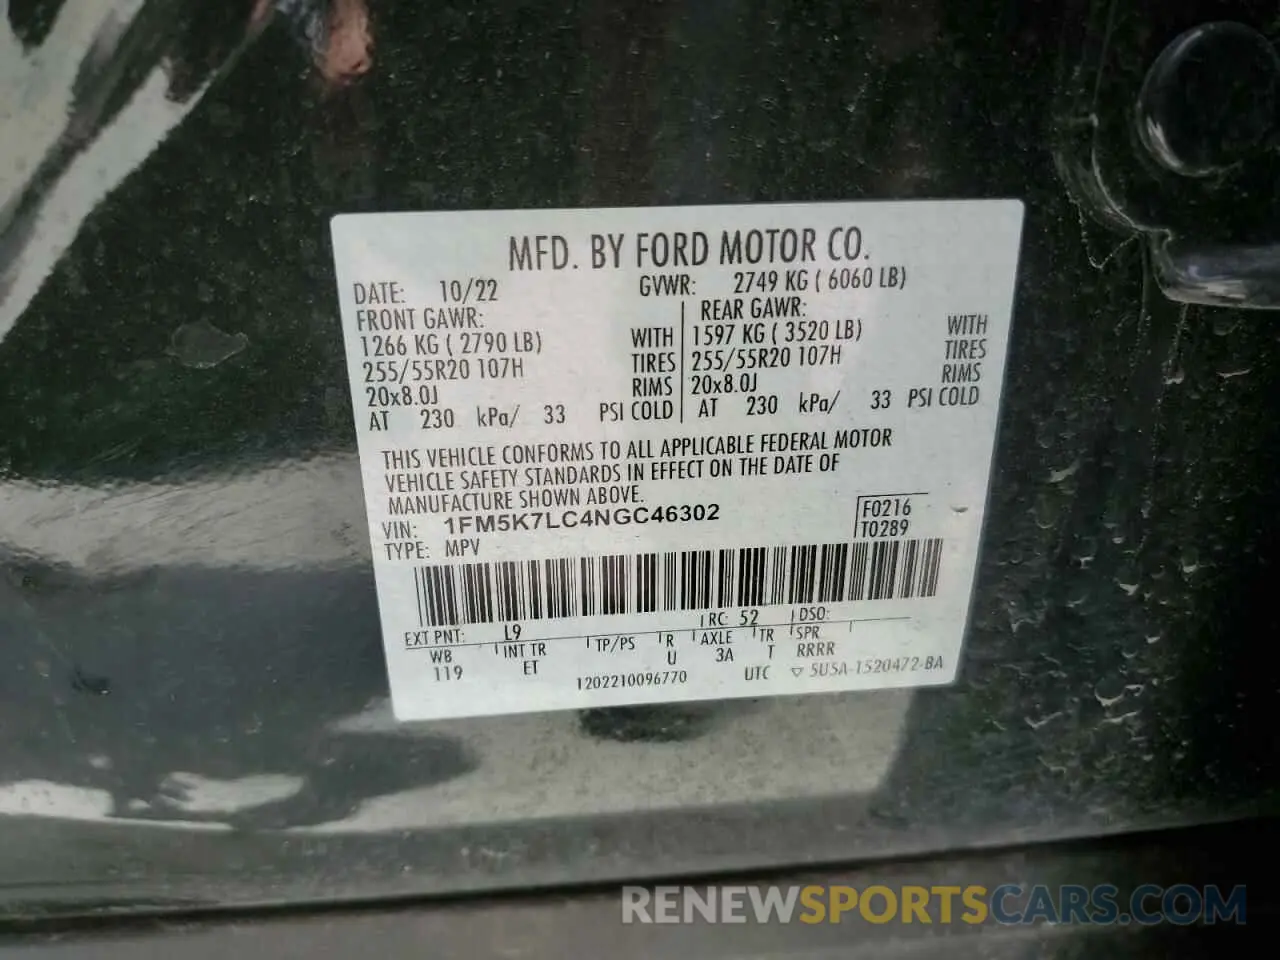 MFD. BY FORD MOTOR CO.
DATE: 10/22 GVWR: 2749 KG ( 6060 LB)
FRONT GAWR: REAR GAWR:
1266 KG ( 2790 LB) WITH 1597 KG ( 3520 LB) WITH
255/55R20 107H TIRES 255/55R20 107H TIRES
20x8.0J RIMS 20x8.0J RIMS
AT 230 kPa/ 33 PSI COLD AT 230 kPa/ 33 PSI COLD
THIS VEHICLE CONFORMS TO ALL APPLICABLE FEDERAL MOTOR
VEHICLE SAFETY STANDARDS IN EFFECT ON THE DATE OF
MANUFACTURE SHOWN ABOVE.
VIN: 1FM5K7LC4NGC46302 F0216
TYPE: MPV T0289
EXT PNT: L9 RC: 52 DSO:
WB INT TR TP/PS R AXLE TR SPR
119 ET U 3A T RRRR
1202210096770 UTC ▽ 5U5A-1520472-BA
RENEWSPORTSCARS.COM